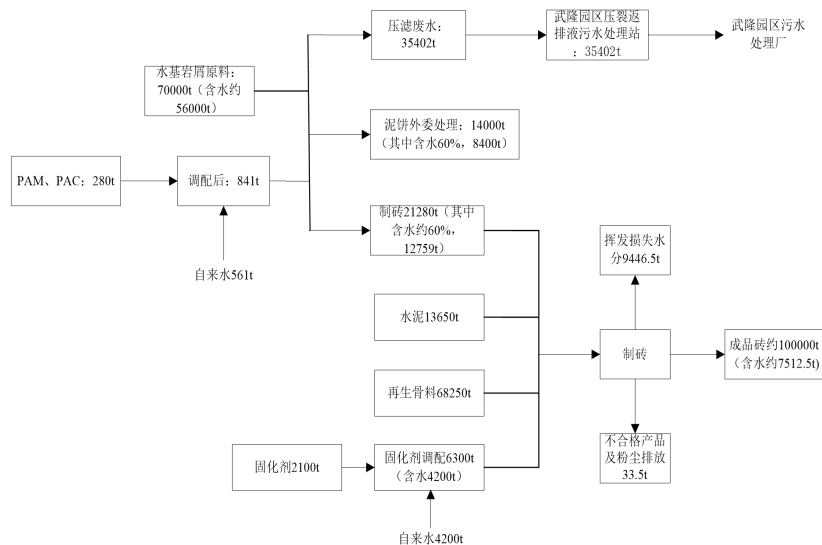 压滤废水：
35402t
武隆园区压裂返
排液污水处理站
：35402t
武隆园区污水
处理厂
水基岩屑原料：
70000t（含水约
56000t）
泥饼外委处理：14000t
（其中含水60%，8400t）
PAM、PAC：280t
调配后：841t
制砖21280t（其中
含水约60%，
12759t）
自来水561t
挥发损失水
分9446.5t
水泥13650t
制砖
成品砖约100000t
（含水约7512.5t)
再生骨料68250t
不合格产品
及粉尘排放
33.5t
固化剂2100t
固化剂调配6300t
（含水4200t）
自来水4200t